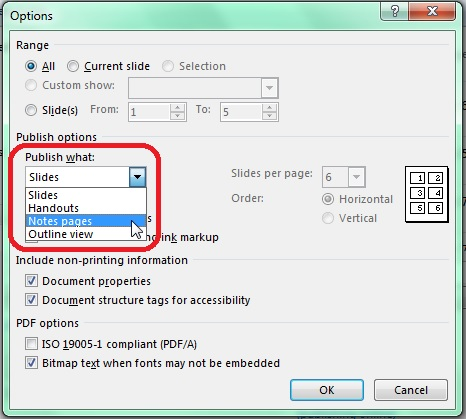 Options
Range
All Current slide Selection
Custom show:
Slide(s) From: 1 To: 5
Publish options
Publish what:
Slides
Slides per page: 6
Slides
Handouts
Notes pages
Outline view
Order: Horizontal
Vertical
1 2
3 4
5 6
ink markup
Include non-printing information
Document properties
Document structure tags for accessibility
PDF options
ISO 19005-1 compliant (PDF/A)
Bitmap text when fonts may not be embedded
OK Cancel